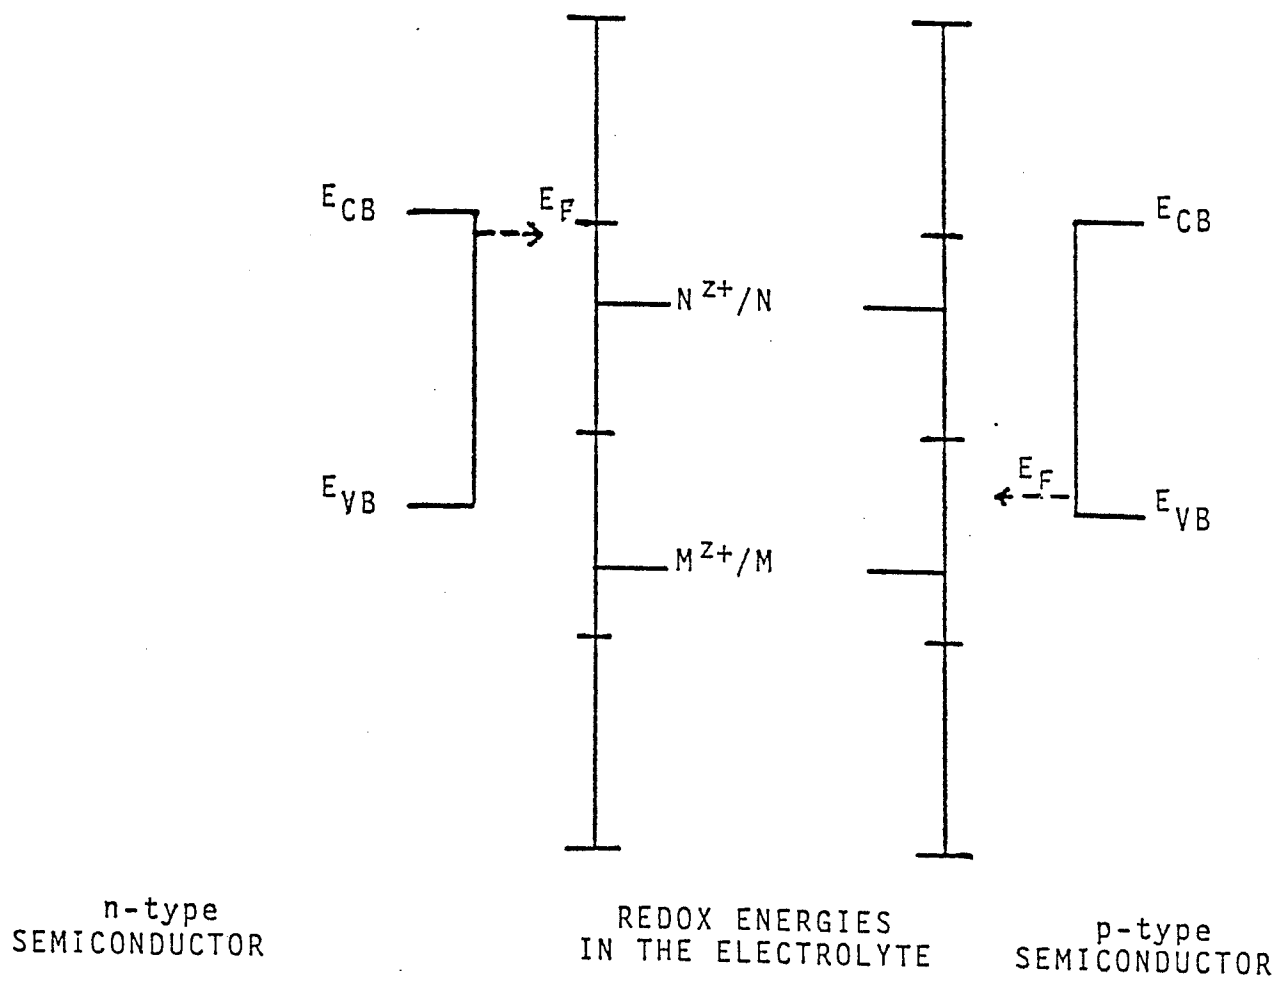 E_CB
E_F
E_CB
N^z+/N
E_VB
E_F
E_VB
M^z+/M
n-type
SEMICONDUCTOR
REDOX ENERGIES
IN THE ELECTROLYTE
p-type
SEMICONDUCTOR